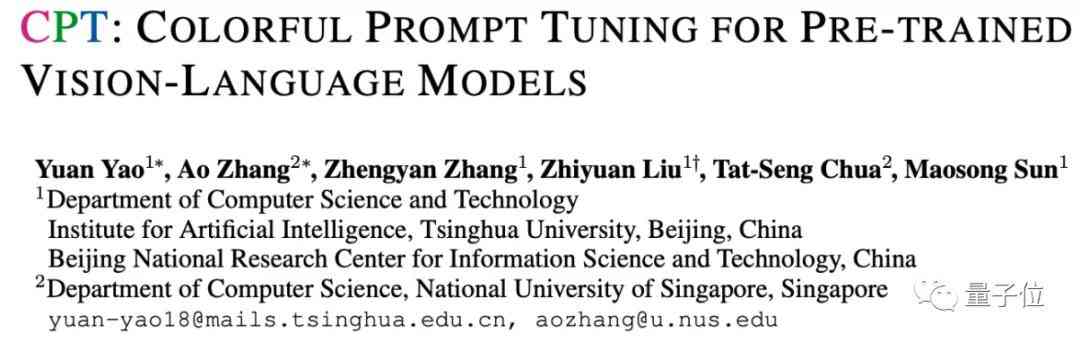 CPT: COLORFUL PROMPT TUNING FOR PRE-TRAINED
VISION-LANGUAGE MODELS
Yuan Yao1*, Ao Zhang2*, Zhengyan Zhang1, Zhiyuan Liu1†, Tat-Seng Chua2, Maosong Sun1
1Department of Computer Science and Technology
Institute for Artificial Intelligence, Tsinghua University, Beijing, China
Beijing National Research Center for Information Science and Technology, China
2Department of Computer Science, National University of Singapore, Singapore
yuan-yao18@mails.tsinghua.edu.cn, aozhang@u.nus.edu
量子位